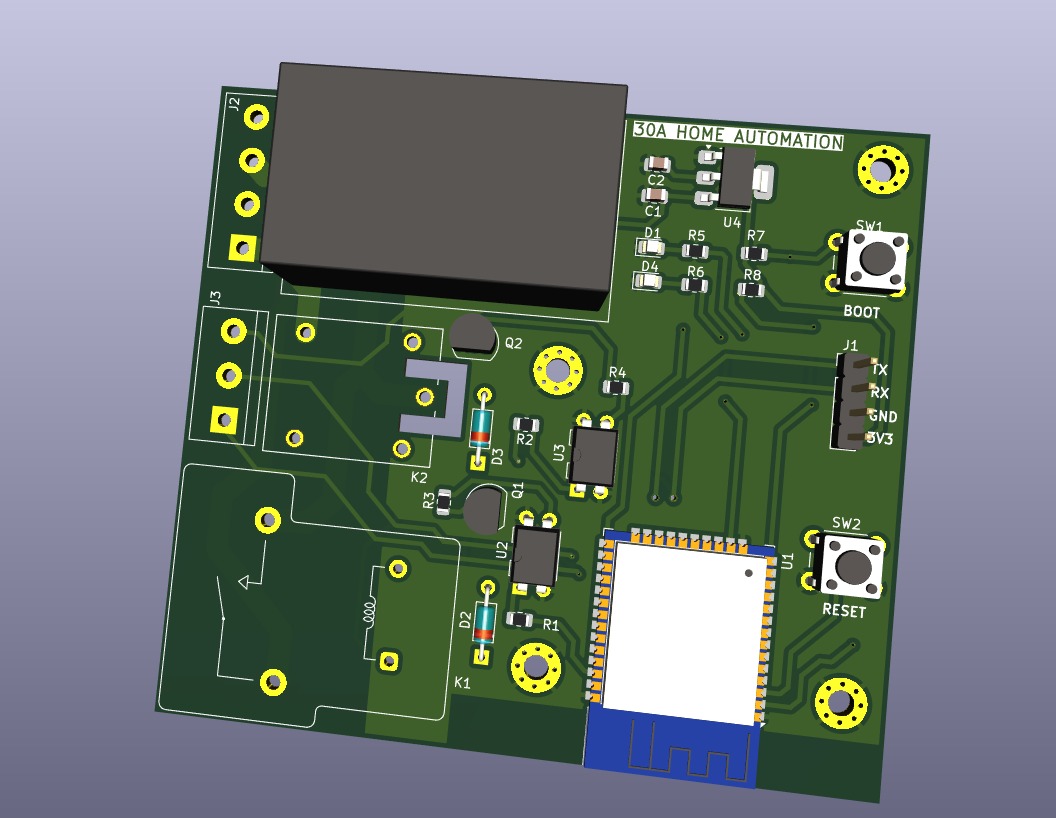 J2
30A HOME AUTOMATION
C2
C1
U4
SW1
D1
R5
R7
D4
R6
R8
BOOT
J3
Q2
J1
TX
R4
RX
GND
R2
U3
3V3
D3
K2
Q1
R3
SW2
U2
U1
RESET
D2
R1
K1